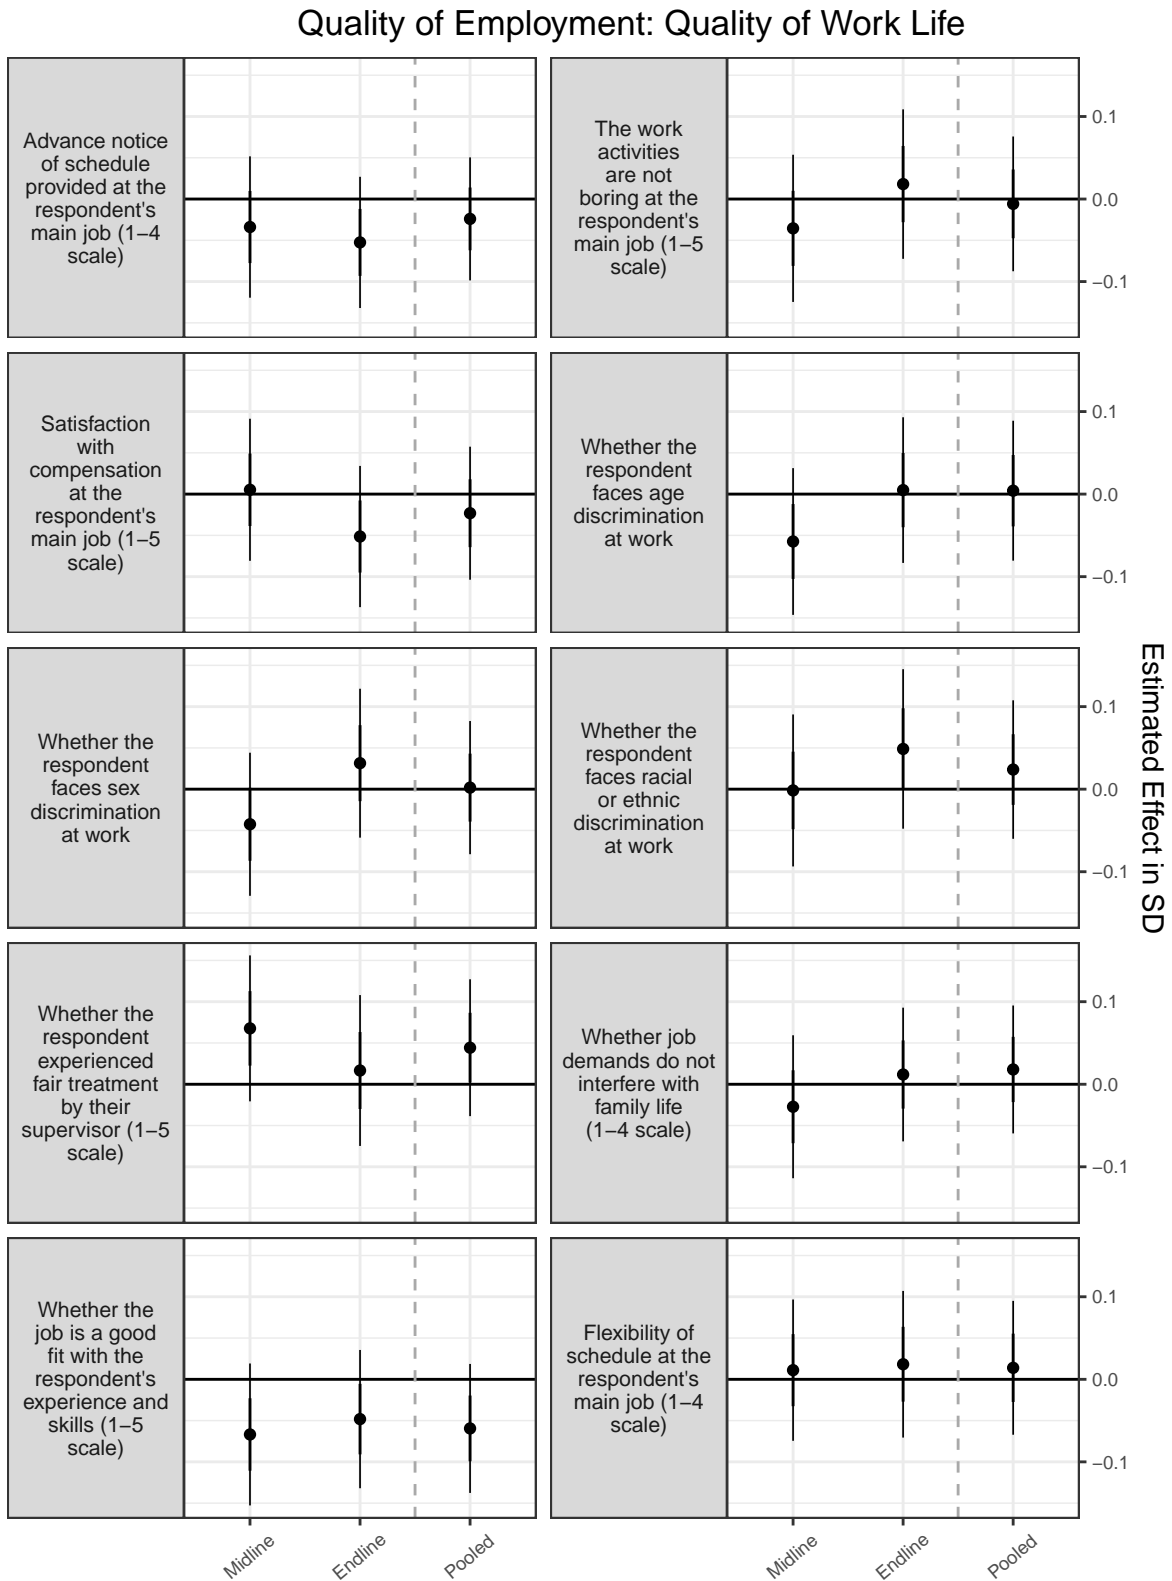 Quality of Employment: Quality of Work Life
Advance notice
of schedule
provided at the
respondent's
main job (1−4
scale)
The work
activities
are not
boring at the
respondent's
main job (1−5
scale)
0.1
0.0
−0.1
Satisfaction
with
compensation
at the
respondent's
main job (1−5
scale)
Whether the
respondent
faces age
discrimination
at work
0.1
0.0
−0.1
Whether the
respondent
faces sex
discrimination
at work
Whether the
respondent
faces racial
or ethnic
discrimination
at work
0.1
0.0
−0.1
Estimated Effect in SD
Whether the
respondent
experienced
fair treatment
by their
supervisor (1−5
scale)
Whether job
demands do not
interfere with
family life
(1−4 scale)
0.1
0.0
−0.1
Whether the
job is a good
fit with the
respondent's
experience and
skills (1−5
scale)
Flexibility of
schedule at the
respondent's
main job (1−4
scale)
0.1
0.0
−0.1
Midline
Endline
Pooled
Midline
Endline
Pooled